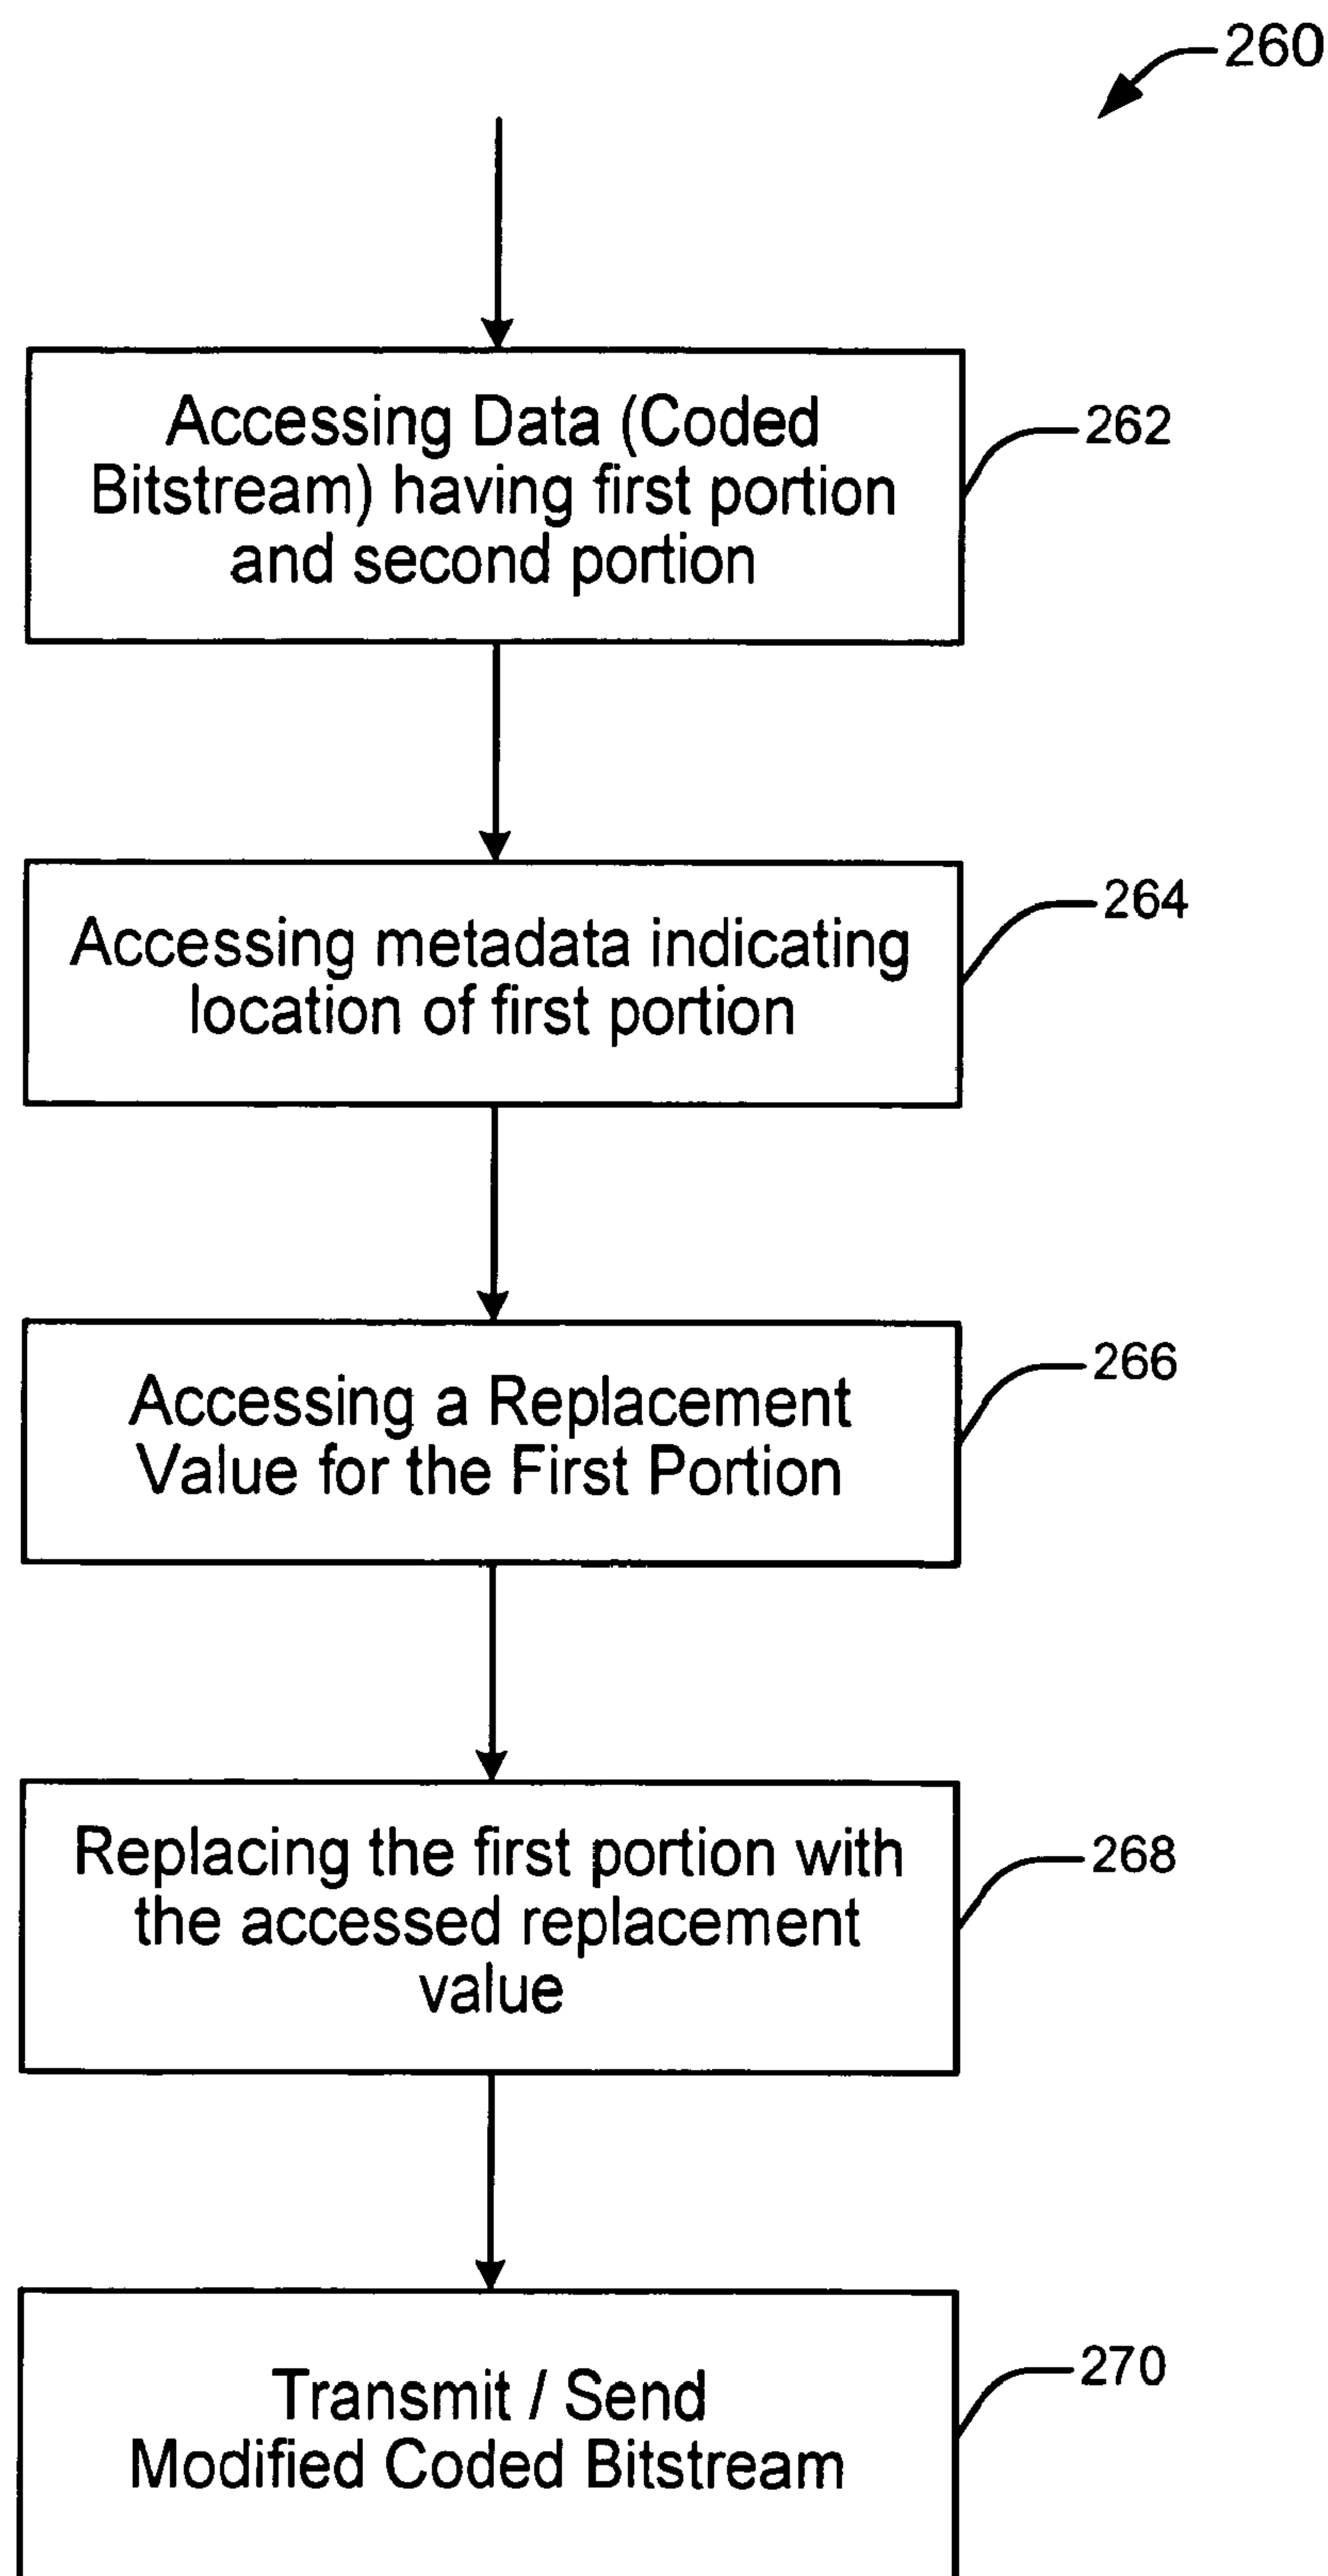 260
Accessing Data (Coded
Bitstream) having first portion
and second portion
262
Accessing metadata indicating
location of first portion
264
Accessing a Replacement
Value for the First Portion
266
Replacing the first portion with
the accessed replacement
value
268
Transmit / Send
Modified Coded Bitstream
270